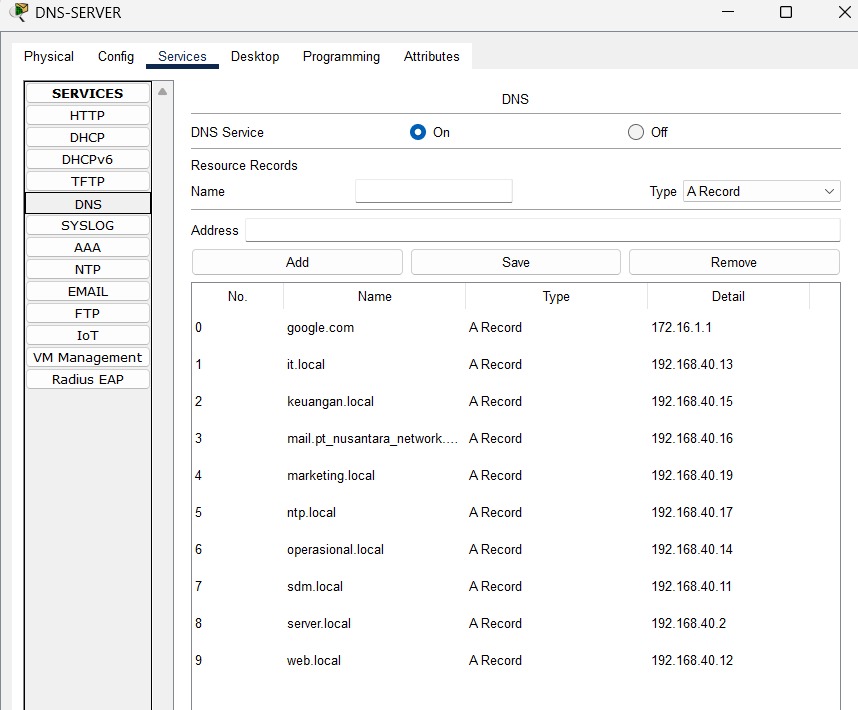 DNS-SERVER
Physical Config Services Desktop Programming Attributes
SERVICES
HTTP
DHCP
DHCPv6
TFTP
DNS
SYSLOG
AAA
NTP
EMAIL
FTP
IoT
VM Management
Radius EAP
DNS
DNS Service On Off
Resource Records
Name Type A Record
Address
Add Save Remove
No. Name Type Detail
0 google.com A Record 172.16.1.1
1 it.local A Record 192.168.40.13
2 keuangan.local A Record 192.168.40.15
3 mail.pt_nusantara_network.... A Record 192.168.40.16
4 marketing.local A Record 192.168.40.19
5 ntp.local A Record 192.168.40.17
6 operasional.local A Record 192.168.40.14
7 sdm.local A Record 192.168.40.11
8 server.local A Record 192.168.40.2
9 web.local A Record 192.168.40.12